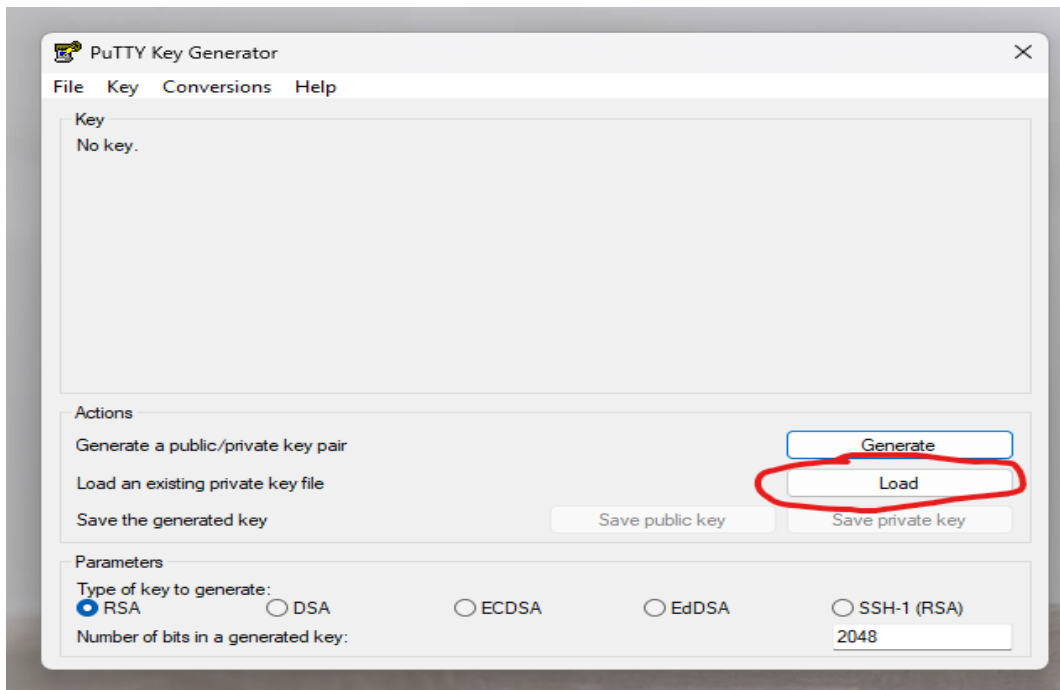 PuTTY Key Generator
File Key Conversions Help
Key
No key.
Actions
Generate a public/private key pair
Generate
Load an existing private key file
Load
Save the generated key
Save public key
Save private key
Parameters
Type of key to generate:
RSA DSA ECDSA EdDSA SSH-1 (RSA)
Number of bits in a generated key:
2048